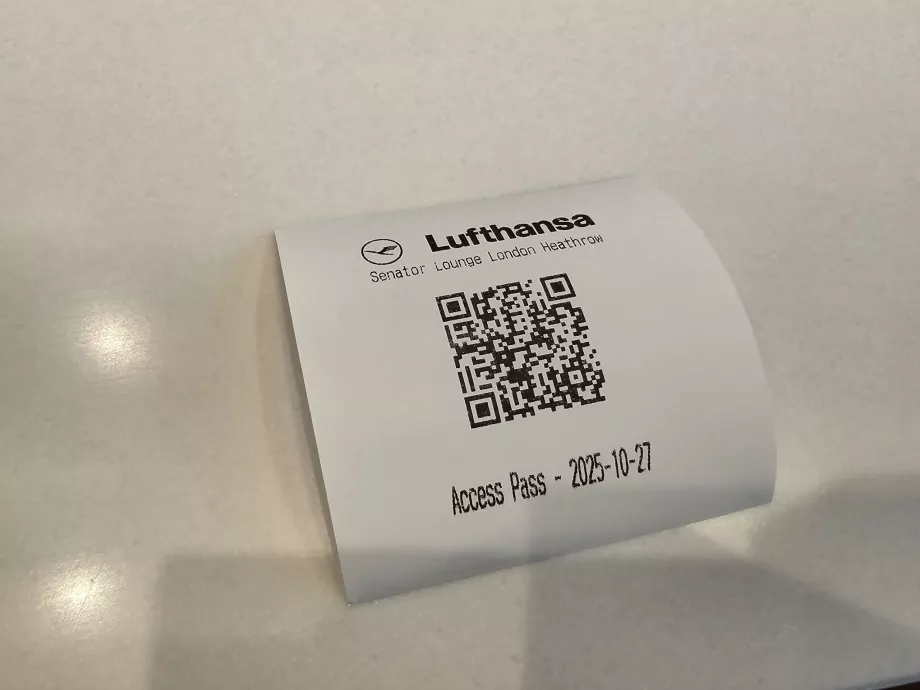 Lufthansa
Senator Lounge London Heathrow
Access Pass - 2025-10-27